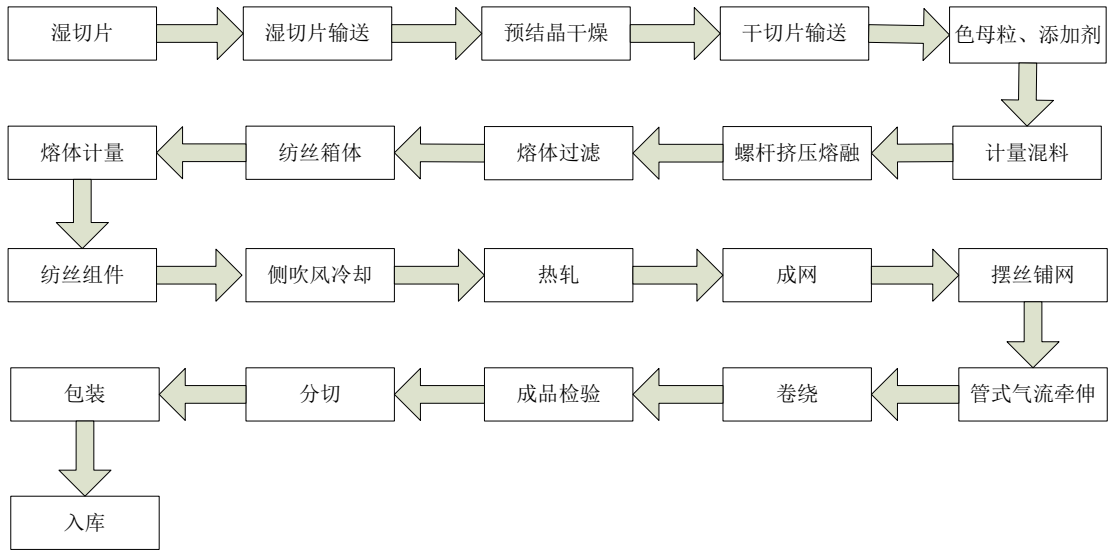 湿切片
湿切片输送
预结晶干燥
干切片输送
色母粒、添加剂
计量混料
螺杆挤压熔融
熔体过滤
纺丝箱体
熔体计量
纺丝组件
侧吹风冷却
热轧
成网
摆丝铺网
管式气流牵伸
卷绕
成品检验
分切
包装
入库